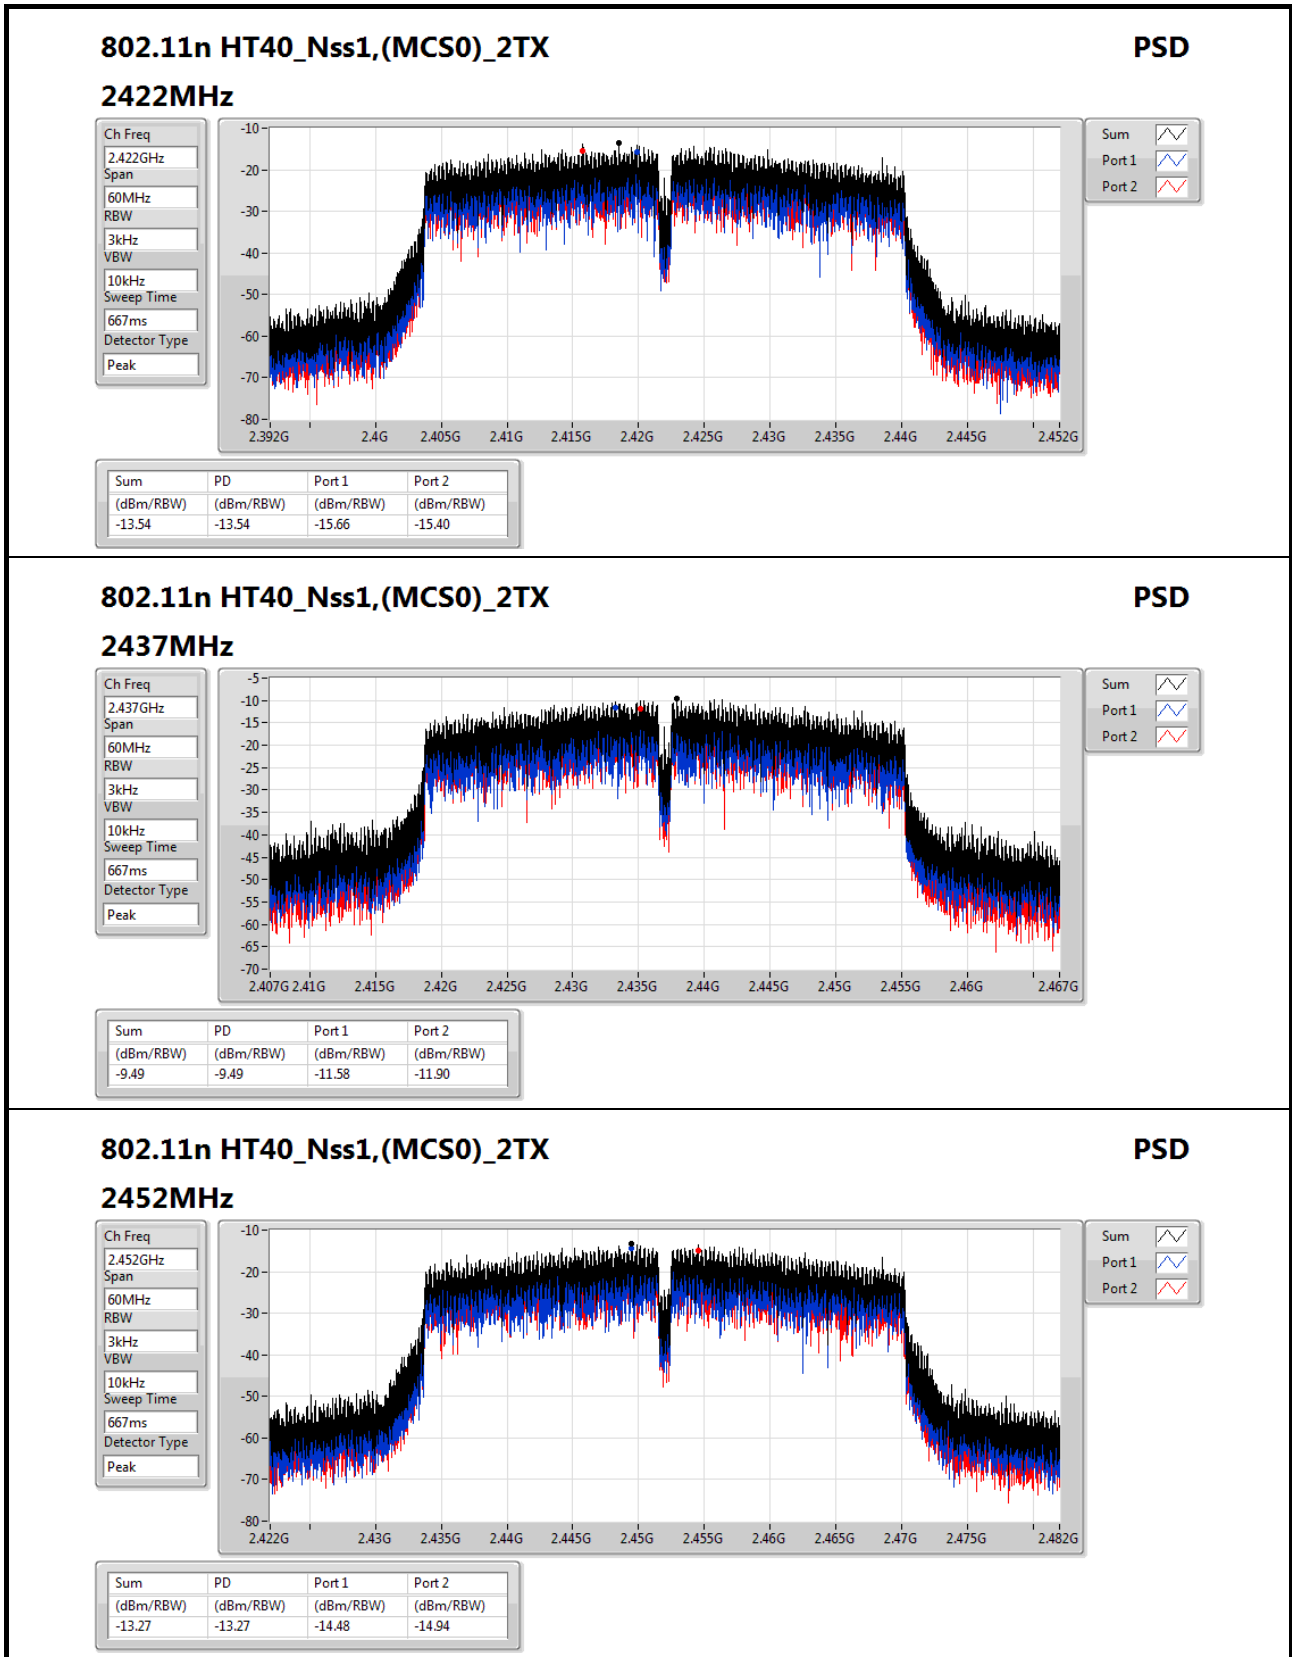 802.11n HT40_Nss1,(MCS0)_2TX PSD
2422MHz
Ch Freq
2.422GHz
Span
60MHz
RBW
3kHz
VBW
10kHz
Sweep Time
667ms
Detector Type
Peak
-10
-20
-30
-40
-50
-60
-70
-80
2.392G 2.4G 2.405G 2.41G 2.415G 2.42G 2.425G 2.43G 2.435G 2.44G 2.445G 2.452G
Sum
Port 1
Port 2
Sum PD Port 1 Port 2
(dBm/RBW) (dBm/RBW) (dBm/RBW) (dBm/RBW)
-13.54 -13.54 -15.66 -15.40
802.11n HT40_Nss1,(MCS0)_2TX PSD
2437MHz
Ch Freq
2.437GHz
Span
60MHz
RBW
3kHz
VBW
10kHz
Sweep Time
667ms
Detector Type
Peak
-5
-10
-15
-20
-25
-30
-35
-40
-45
-50
-55
-60
-65
-70
2.407G 2.41G 2.415G 2.42G 2.425G 2.43G 2.435G 2.44G 2.445G 2.45G 2.455G 2.46G 2.467G
Sum
Port 1
Port 2
Sum PD Port 1 Port 2
(dBm/RBW) (dBm/RBW) (dBm/RBW) (dBm/RBW)
-9.49 -9.49 -11.58 -11.90
802.11n HT40_Nss1,(MCS0)_2TX PSD
2452MHz
Ch Freq
2.452GHz
Span
60MHz
RBW
3kHz
VBW
10kHz
Sweep Time
667ms
Detector Type
Peak
-10
-20
-30
-40
-50
-60
-70
-80
2.422G 2.43G 2.435G 2.44G 2.445G 2.45G 2.455G 2.46G 2.465G 2.47G 2.475G 2.482G
Sum
Port 1
Port 2
Sum PD Port 1 Port 2
(dBm/RBW) (dBm/RBW) (dBm/RBW) (dBm/RBW)
-13.27 -13.27 -14.48 -14.94